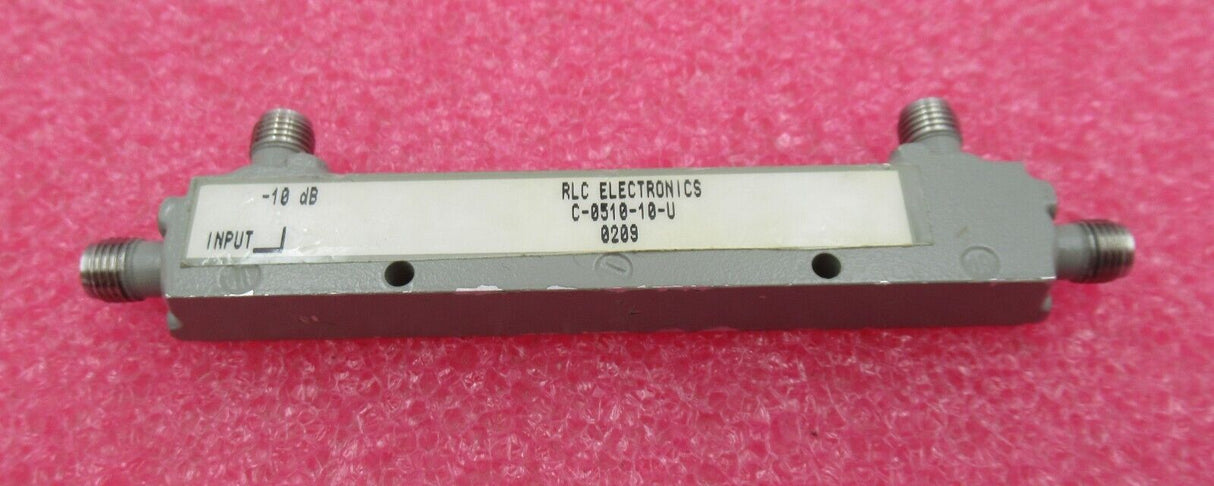 -10 dB
INPUT
RLC ELECTRONICS
C-0510-10-U
0209